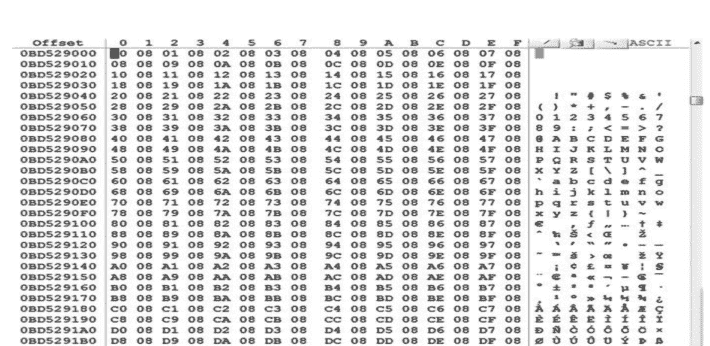 Offset 0 1 2 3 4 5 6 7 8 9 A B C D E F ASCII
0BD529000 0 08 01 08 02 08 03 08 04 08 05 08 06 08 07 08
0BD529010 08 08 09 08 0A 08 0B 08 0C 08 0D 08 0E 08 0F 08
0BD529020 10 08 11 08 12 08 13 08 14 08 15 08 16 08 17 08
0BD529030 18 08 19 08 1A 08 1B 08 1C 08 1D 08 1E 08 1F 08
0BD529040 20 08 21 08 22 08 23 08 24 08 25 08 26 08 27 08 ! " # $ % & '
0BD529050 28 08 29 08 2A 08 2B 08 2C 08 2D 08 2E 08 2F 08 ( ) * + , - . /
0BD529060 30 08 31 08 32 08 33 08 34 08 35 08 36 08 37 08 0 1 2 3 4 5 6 7
0BD529070 38 08 39 08 3A 08 3B 08 3C 08 3D 08 3E 08 3F 08 8 9 : ; < = > ?
0BD529080 40 08 41 08 42 08 43 08 44 08 45 08 46 08 47 08 @ A B C D E F G
0BD529090 48 08 49 08 4A 08 4B 08 4C 08 4D 08 4E 08 4F 08 H I J K L M N O
0BD5290A0 50 08 51 08 52 08 53 08 54 08 55 08 56 08 57 08 P Q R S T U V W
0BD5290B0 58 08 59 08 5A 08 5B 08 5C 08 5D 08 5E 08 5F 08 X Y Z [ \ ] ^ _
0BD5290C0 60 08 61 08 62 08 63 08 64 08 65 08 66 08 67 08 ` a b c d e f g
0BD5290D0 68 08 69 08 6A 08 6B 08 6C 08 6D 08 6E 08 6F 08 h i j k l m n o
0BD5290E0 70 08 71 08 72 08 73 08 74 08 75 08 76 08 77 08 p q r s t u v w
0BD5290F0 78 08 79 08 7A 08 7B 08 7C 08 7D 08 7E 08 7F 08 x y z { | } ~
0BD529100 80 08 81 08 82 08 83 08 84 08 85 08 86 08 87 08 € ‚ ƒ „ … † ‡
0BD529110 88 08 89 08 8A 08 8B 08 8C 08 8D 08 8E 08 8F 08 ˆ ‰ Š ‹ Œ Ž
0BD529120 90 08 91 08 92 08 93 08 94 08 95 08 96 08 97 08 ‘ ’ “ ” • – —
0BD529130 98 08 99 08 9A 08 9B 08 9C 08 9D 08 9E 08 9F 08 ˜ ™ š › œ ž Ÿ
0BD529140 A0 08 A1 08 A2 08 A3 08 A4 08 A5 08 A6 08 A7 08 ¡ ¢ £ ¤ ¥ ¦ §
0BD529150 A8 08 A9 08 AA 08 AB 08 AC 08 AD 08 AE 08 AF 08 ¨ © ª « ¬ ® ¯
0BD529160 B0 08 B1 08 B2 08 B3 08 B4 08 B5 08 B6 08 B7 08 ° ± ² ³ ´ µ ¶ ·
0BD529170 B8 08 B9 08 BA 08 BB 08 BC 08 BD 08 BE 08 BF 08 ¸ ¹ º » ¼ ½ ¾ ¿
0BD529180 C0 08 C1 08 C2 08 C3 08 C4 08 C5 08 C6 08 C7 08 À Á Â Ã Ä Å Æ Ç
0BD529190 C8 08 C9 08 CA 08 CB 08 CC 08 CD 08 CE 08 CF 08 È É Ê Ë Ì Í Î Ï
0BD5291A0 D0 08 D1 08 D2 08 D3 08 D4 08 D5 08 D6 08 D7 08 Ð Ñ Ò Ó Ô Õ Ö ×
0BD5291B0 D8 08 D9 08 DA 08 DB 08 DC 08 DD 08 DE 08 DF 08 Ø Ù Ú Û Ü Ý Þ ß